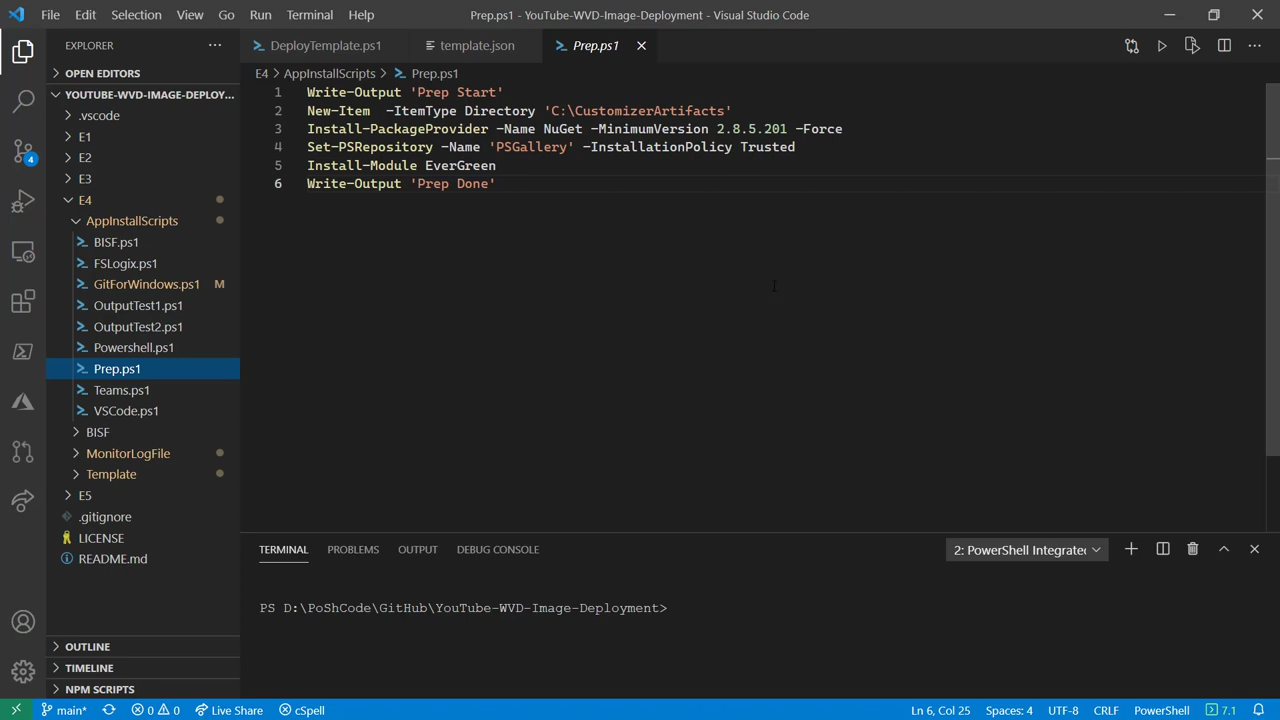 File Edit Selection View Go Run Terminal Help
Prep.ps1 - YouTube-WVD-Image-Deployment - Visual Studio Code
EXPLORER
OPEN EDITORS
YOUTUBE-WVD-IMAGE-DEPLOY...
.vscode
E1
E2
E3
E4
AppInstallScripts
BISF.ps1
FSLogix.ps1
GitForWindows.ps1 M
OutputTest1.ps1
OutputTest2.ps1
Powershell.ps1
Prep.ps1
Teams.ps1
VSCode.ps1
BISF
MonitorLogFile
Template
E5
.gitignore
LICENSE
README.md
OUTLINE
TIMELINE
NPM SCRIPTS
4
DeployTemplate.ps1 template.json Prep.ps1
E4 > AppInstallScripts > Prep.ps1
1 Write-Output 'Prep Start'
2 New-Item  -ItemType Directory 'C:\CustomizerArtifacts'
3 Install-PackageProvider -Name NuGet -MinimumVersion 2.8.5.201 -Force
4 Set-PSRepository -Name 'PSGallery' -InstallationPolicy Trusted
5 Install-Module EverGreen
6 Write-Output 'Prep Done'
TERMINAL PROBLEMS OUTPUT DEBUG CONSOLE
2: PowerShell Integrated
PS D:\PoShCode\GitHub\YouTube-WVD-Image-Deployment>
main* 0 0 Live Share cSpell
Ln 6, Col 25 Spaces: 4 UTF-8 CRLF PowerShell 7.1